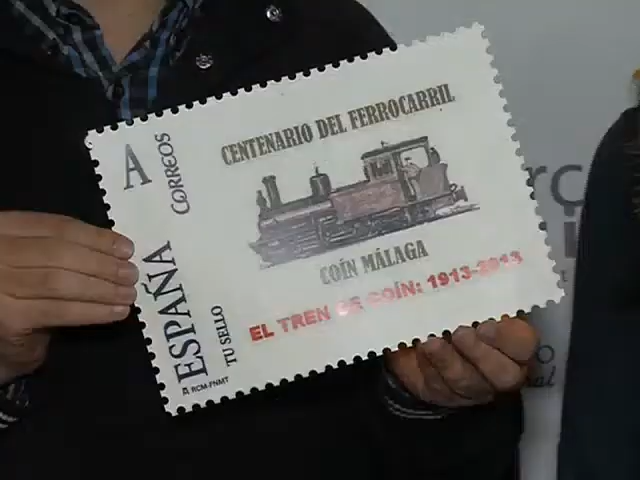 A
CORREOS
ESPAÑA
TU SELLO
RCM-FNMT
CENTENARIO DEL FERROCARRIL
COÍN MÁLAGA
EL TREN DE COÍN: 1913-2013